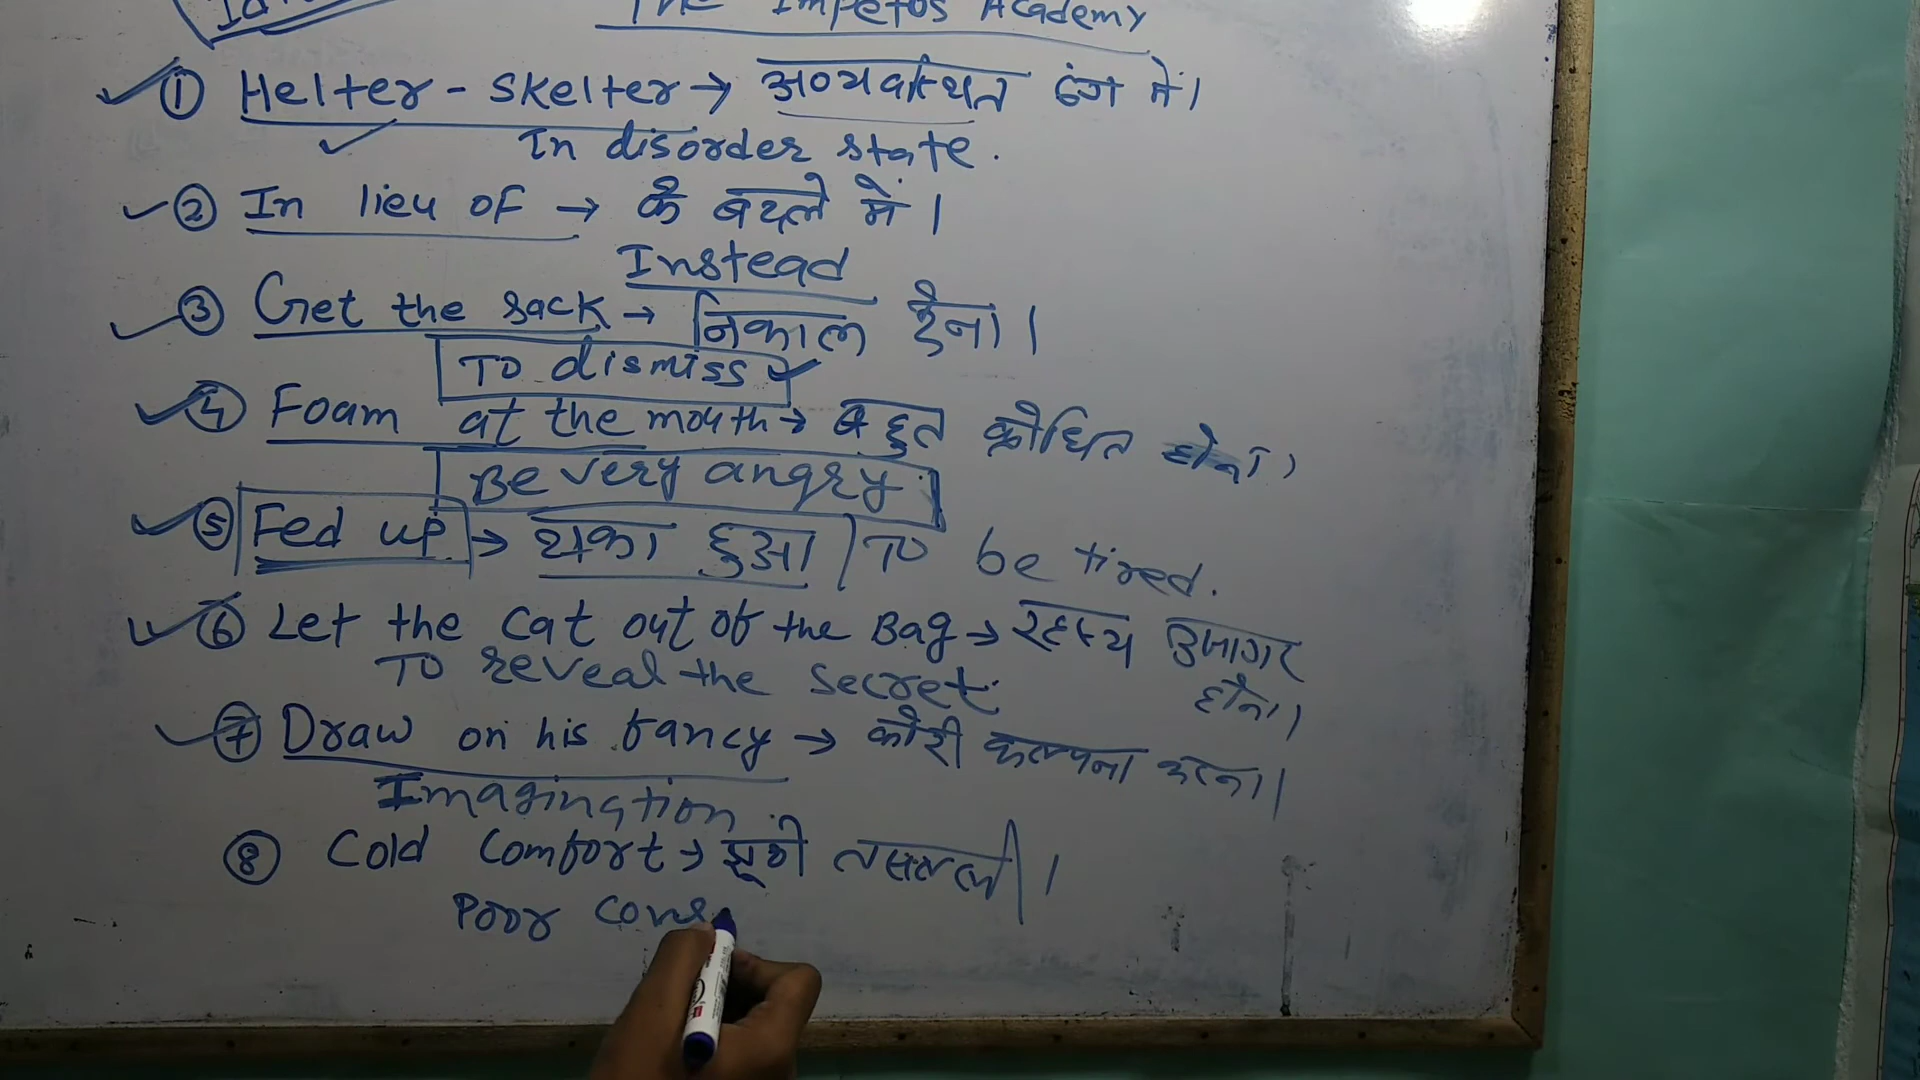 The Impetus Academy
① Helter - Skelter → अव्यवस्थित ढंग में।
In disorder state.
② In lieu of → के बदले में।
Instead
③ Get the sack → निकाल देना।
To dismiss
④ Foam at the mouth → बहुत क्रोधित होना।
Be very angry.
⑤ Fed up → थका हुआ / To be tired.
⑥ Let the cat out of the Bag → रहस्य उजागर
To reveal the secret. होना।
⑦ Draw on his fancy → कोरी कल्पना करना।
Imagination.
⑧ Cold Comfort → झूठी तसल्ली।
Poor cons